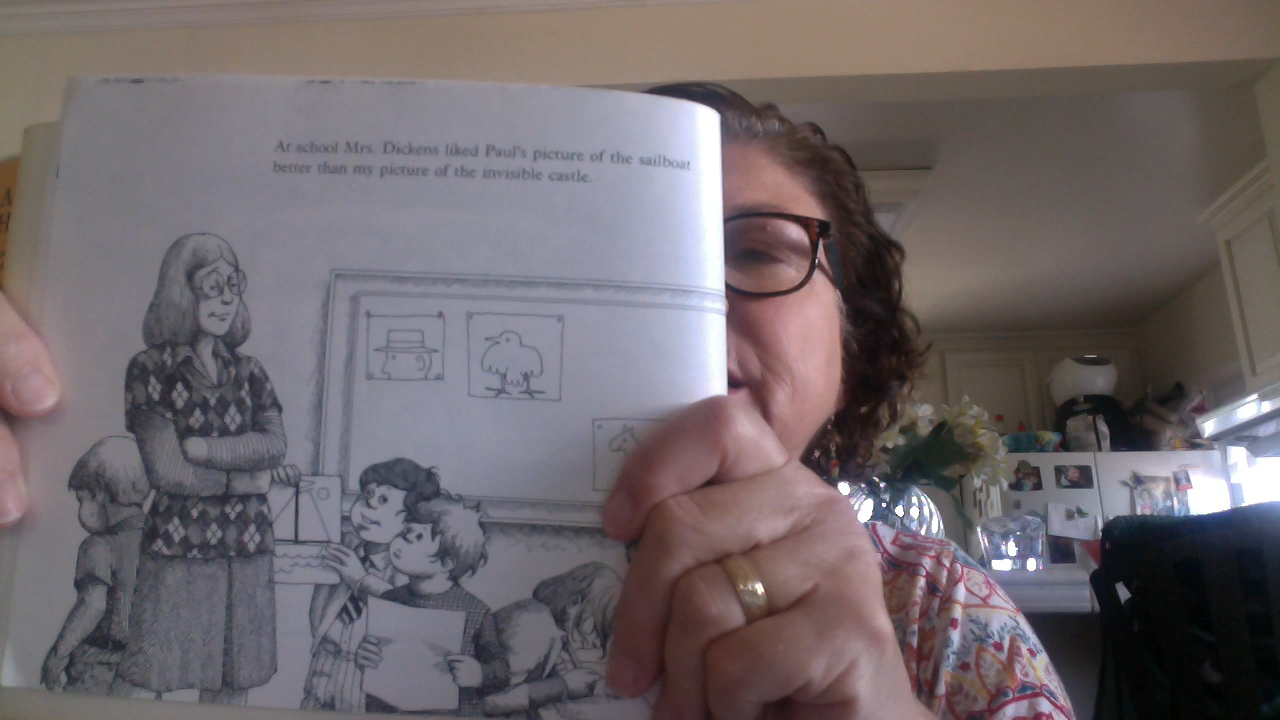 At school Mrs. Dickens liked Paul's picture of the sailboat
better than my picture of the invisible castle.